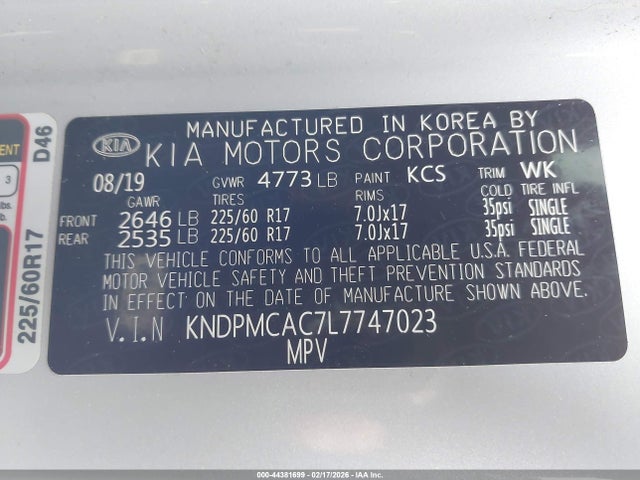 MANUFACTURED IN KOREA BY
KIA KIA MOTORS CORPORATION
08/19 GVWR 4773 LB PAINT KCS TRIM WK
GAWR TIRES RIMS COLD TIRE INFL
FRONT 2646 LB 225/60 R17 7.0Jx17 35psi SINGLE
REAR 2535 LB 225/60 R17 7.0Jx17 35psi SINGLE
THIS VEHICLE CONFORMS TO ALL APPLICABLE U.S.A. FEDERAL
MOTOR VEHICLE SAFETY AND THEFT PREVENTION STANDARDS
IN EFFECT ON THE DATE OF MANUFACTURE SHOWN ABOVE.
V.I.N KNDPMCAC7L7747023
MPV
D46
225/60R17
3
000-44381699 - 02/17/2026 - IAA Inc.